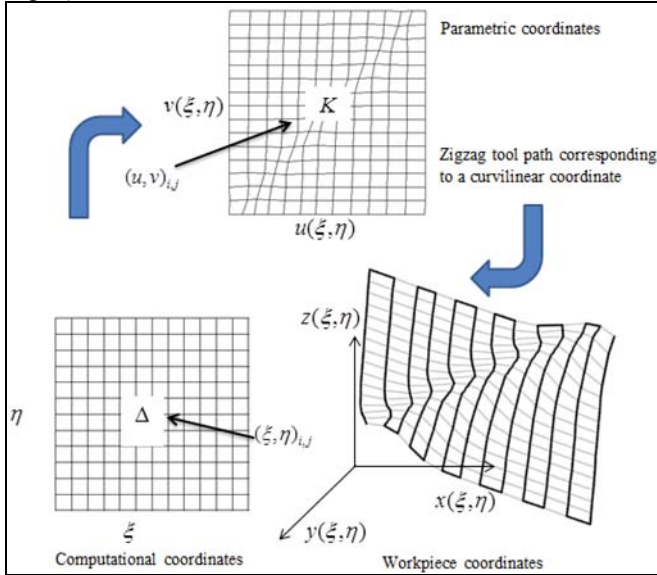 Parametric coordinates
v(ξ,η)
K
Zigzag tool path corresponding
to a curvilinear coordinate
(u,v)i,j
u(ξ,η)
z(ξ,η)
η
Δ
(ξ,η)i,j
x(ξ,η)
ξ
y(ξ,η)
Computational coordinates
Workpiece coordinates